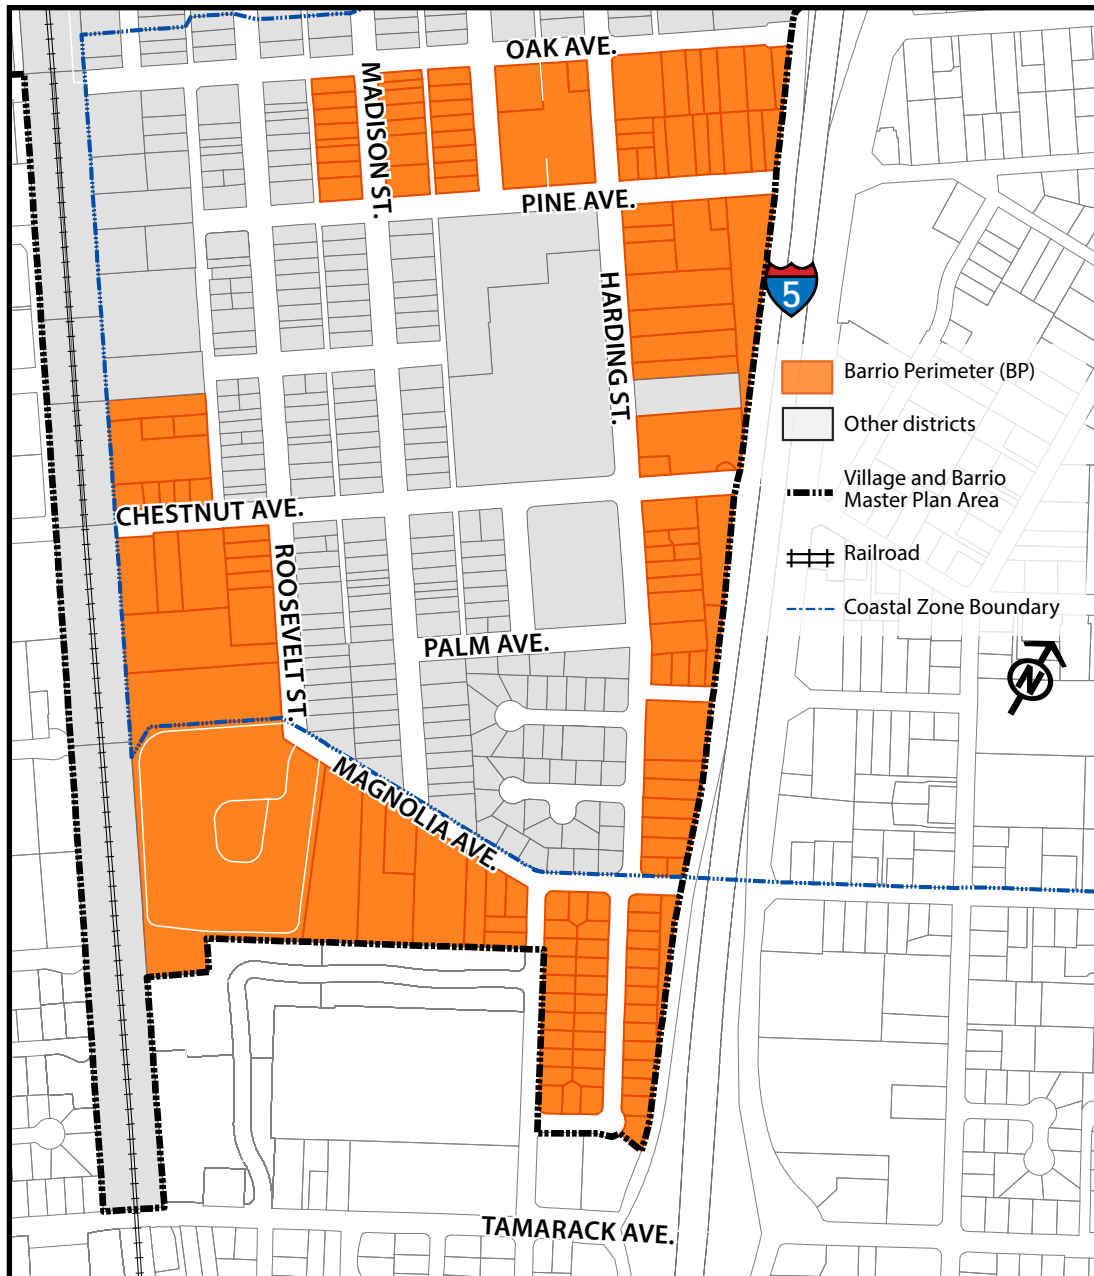 OAK AVE.
MADISON ST.
PINE AVE.
HARDING ST.
5
Barrio Perimeter (BP)
Other districts
Village and Barrio
Master Plan Area
Railroad
Coastal Zone Boundary
N
CHESTNUT AVE.
ROOSEVELT ST.
PALM AVE.
MAGNOLIA AVE.
TAMARACK AVE.